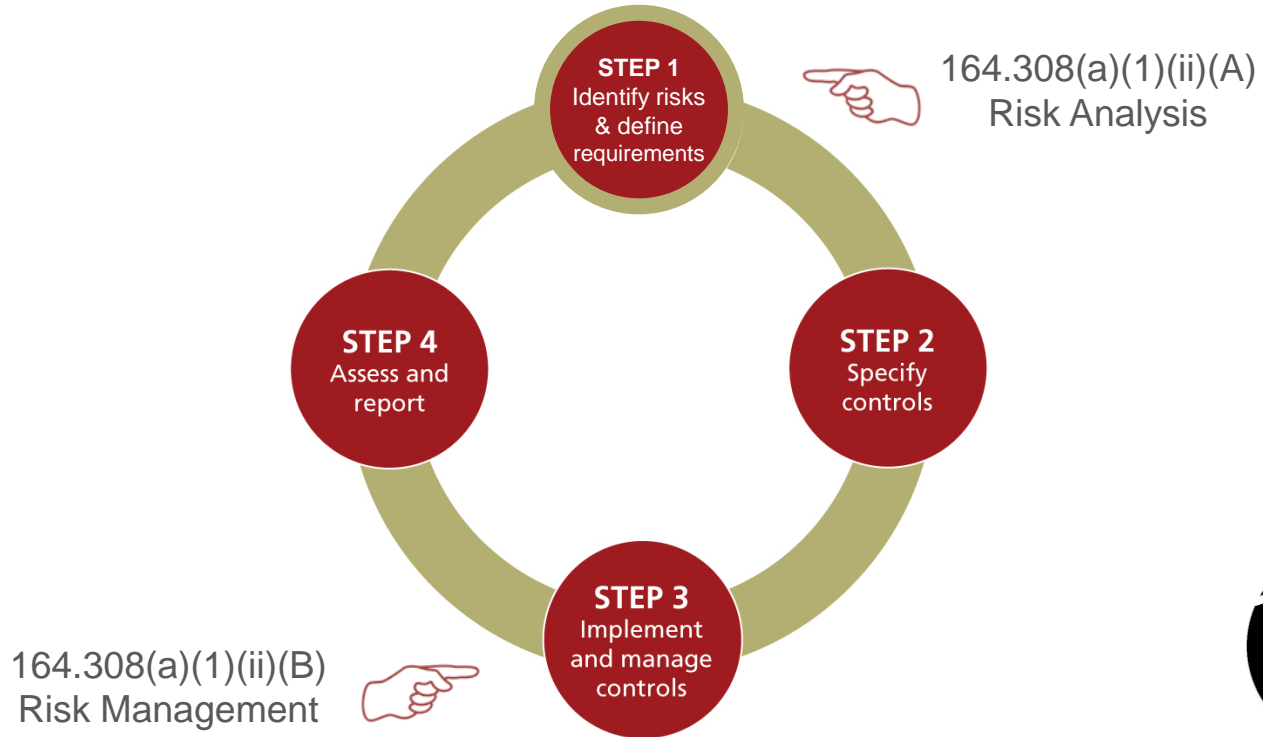 STEP 1
Identify risks
& define
requirements
164.308(a)(1)(ii)(A)
Risk Analysis
STEP 4
Assess and
report
STEP 2
Specify
controls
STEP 3
Implement
and manage
controls
164.308(a)(1)(ii)(B)
Risk Management